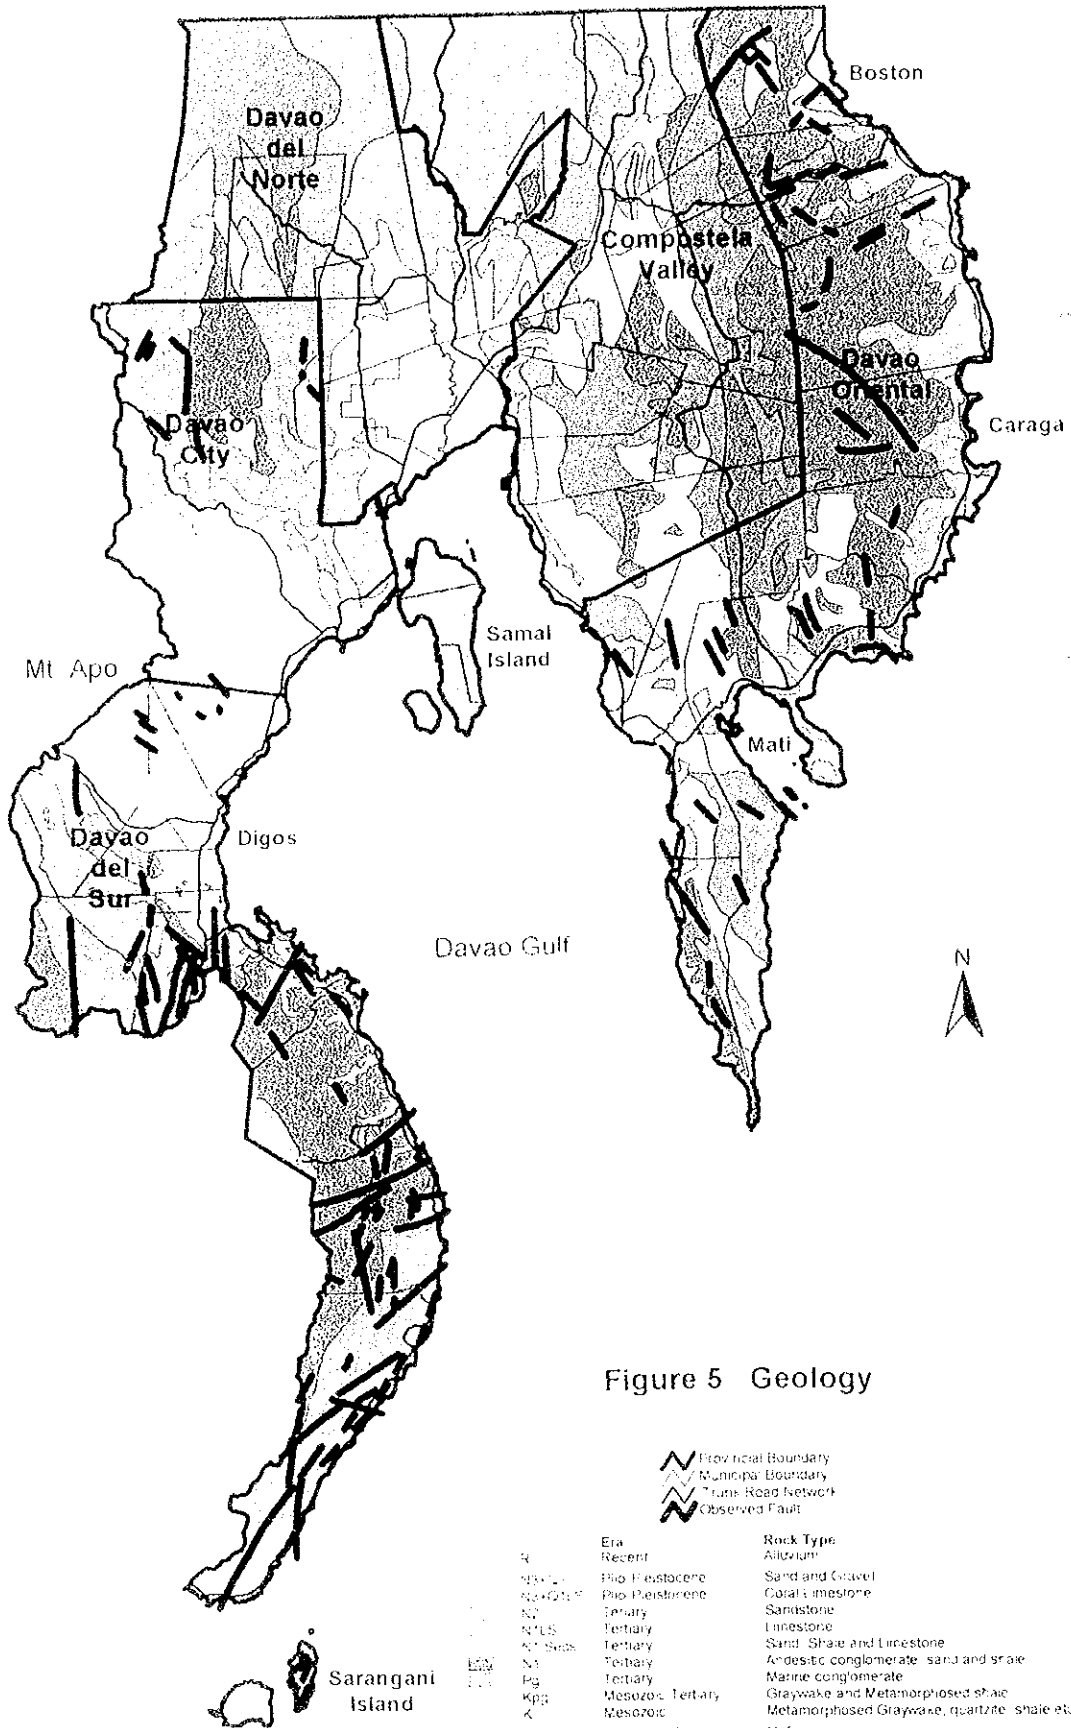 Boston
Davao
del
Norte
Compostela
Valley
Davao
Oriental
Caraga
Davao
City
Samal
Island
Mt Apo
Mati
Davao
del
Sur
Digos
Davao Gulf
N
Figure 5 Geology
Provincial Boundary
Municipal Boundary
Trunk Road Network
Observed Fault
Era Rock Type
R Recent Alluvium
Plio Pleistocene Sand and Gravel
Plio Pleistocene Coral Limestone
N2 Tertiary Sandstone
N1LS Tertiary Limestone
Tertiary Sand Shale and Limestone
N1 Tertiary Andesitic conglomerate sand and shale
Pg Tertiary Marine conglomerate
Kpg Mesozoic Tertiary Graywake and Metamorphosed shale
K Mesozoic Metamorphosed Graywake, quartzite shale etc
Sarangani
Island